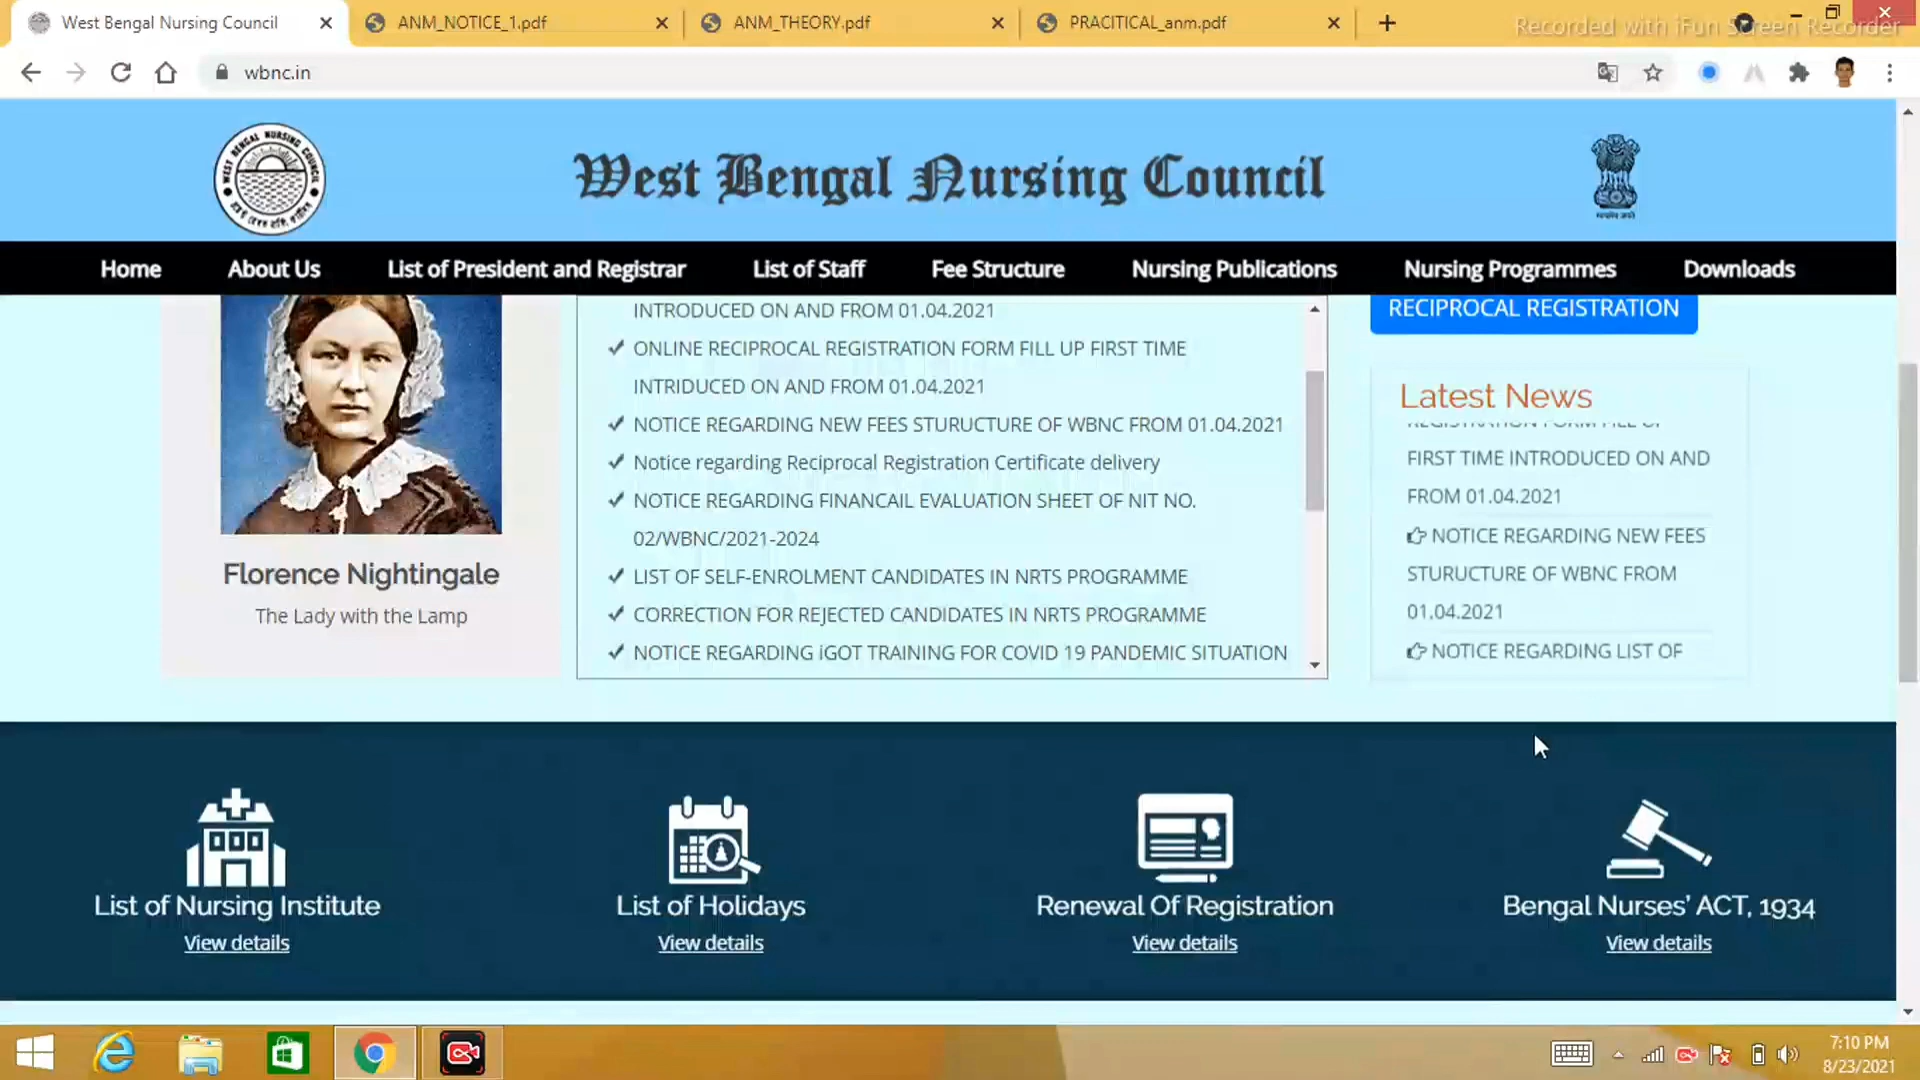 West Bengal Nursing Council
ANM_NOTICE_1.pdf
ANM_THEORY.pdf
PRACITICAL_anm.pdf
Recorded with iFun Screen Recorder
wbnc.in
WEST BENGAL NURSING COUNCIL
West Bengal Nursing Council
Home
About Us
List of President and Registrar
List of Staff
Fee Structure
Nursing Publications
Nursing Programmes
Downloads
Florence Nightingale
The Lady with the Lamp
INTRODUCED ON AND FROM 01.04.2021
ONLINE RECIPROCAL REGISTRATION FORM FILL UP FIRST TIME
INTRIDUCED ON AND FROM 01.04.2021
NOTICE REGARDING NEW FEES STURUCTURE OF WBNC FROM 01.04.2021
Notice regarding Reciprocal Registration Certificate delivery
NOTICE REGARDING FINANCAIL EVALUATION SHEET OF NIT NO.
02/WBNC/2021-2024
LIST OF SELF-ENROLMENT CANDIDATES IN NRTS PROGRAMME
CORRECTION FOR REJECTED CANDIDATES IN NRTS PROGRAMME
NOTICE REGARDING iGOT TRAINING FOR COVID 19 PANDEMIC SITUATION
RECIPROCAL REGISTRATION
Latest News
REGISTRATION FORM FILL UP
FIRST TIME INTRODUCED ON AND
FROM 01.04.2021
NOTICE REGARDING NEW FEES
STURUCTURE OF WBNC FROM
01.04.2021
NOTICE REGARDING LIST OF
List of Nursing Institute
View details
List of Holidays
View details
Renewal Of Registration
View details
Bengal Nurses' ACT, 1934
View details
7:10 PM
8/23/2021